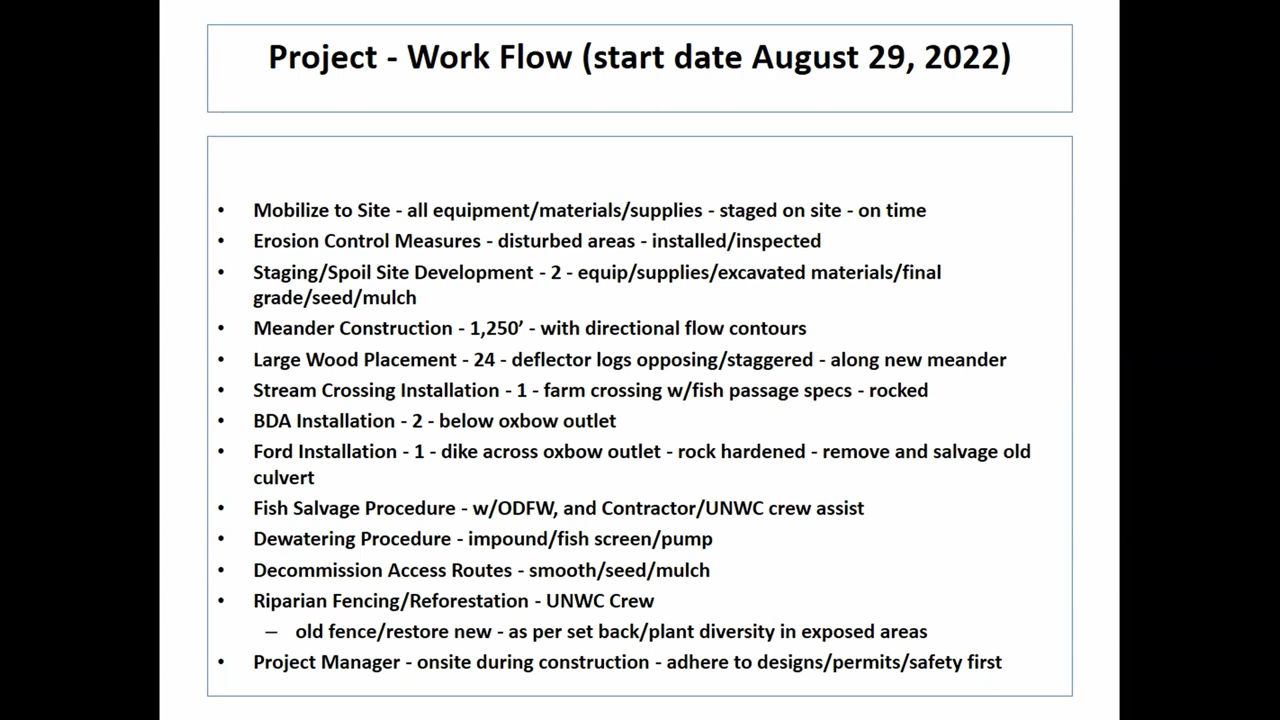 Project - Work Flow (start date August 29, 2022)
• Mobilize to Site - all equipment/materials/supplies - staged on site - on time
• Erosion Control Measures - disturbed areas - installed/inspected
• Staging/Spoil Site Development - 2 - equip/supplies/excavated materials/final
grade/seed/mulch
• Meander Construction - 1,250’ - with directional flow contours
• Large Wood Placement - 24 - deflector logs opposing/staggered - along new meander
• Stream Crossing Installation - 1 - farm crossing w/fish passage specs - rocked
• BDA Installation - 2 - below oxbow outlet
• Ford Installation - 1 - dike across oxbow outlet - rock hardened - remove and salvage old
culvert
• Fish Salvage Procedure - w/ODFW, and Contractor/UNWC crew assist
• Dewatering Procedure - impound/fish screen/pump
• Decommission Access Routes - smooth/seed/mulch
• Riparian Fencing/Reforestation - UNWC Crew
– old fence/restore new - as per set back/plant diversity in exposed areas
• Project Manager - onsite during construction - adhere to designs/permits/safety first